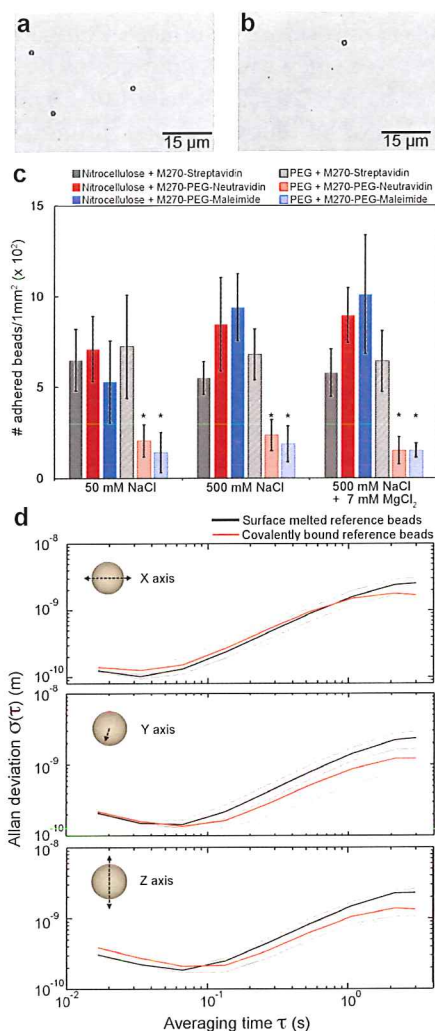 a
b
15 µm
15 µm
c
Nitrocellulose + M270-Streptavidin
PEG + M270-Streptavidin
Nitrocellulose + M270-PEG-Neutravidin
PEG + M270-PEG-Neutravidin
Nitrocellulose + M270-PEG-Maleimide
PEG + M270-PEG-Maleimide
# adhered beads/1mm² (x 10²)
15
10
5
0
* *
* *
* *
50 mM NaCl
500 mM NaCl
500 mM NaCl
+ 7 mM MgCl₂
d
Surface melted reference beads
Covalently bound reference beads
Allan deviation σ(τ) (m)
10⁻⁸
X axis
10⁻⁹
10⁻¹⁰
10⁻⁸
Y axis
10⁻⁹
10⁻¹⁰
10⁻⁸
Z axis
10⁻⁹
10⁻¹⁰
10⁻² 10⁻¹ 10⁰
Averaging time τ (s)